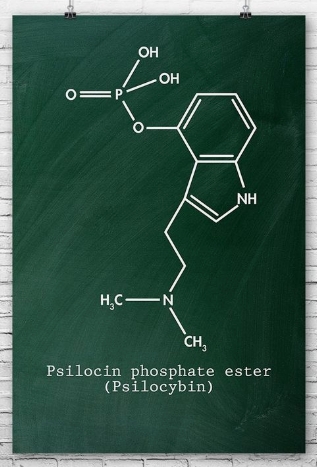 OH
OH
O
P
O
NH
H₃C
N
CH₃
Psilocin phosphate ester
(Psilocybin)